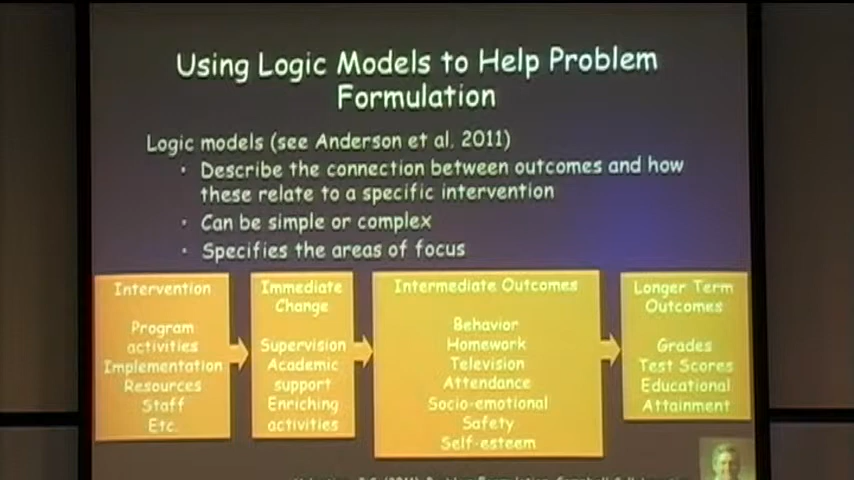 Using Logic Models to Help Problem
Formulation
Logic models (see Anderson et al. 2011)
· Describe the connection between outcomes and how
these relate to a specific intervention
· Can be simple or complex
· Specifies the areas of focus
Intervention
Program
activities
Implementation
Resources
Staff
Etc.
Immediate
Change
Supervision
Academic
support
Enriching
activities
Intermediate Outcomes
Behavior
Homework
Television
Attendance
Socio-emotional
Safety
Self-esteem
Longer Term
Outcomes
Grades
Test Scores
Educational
Attainment